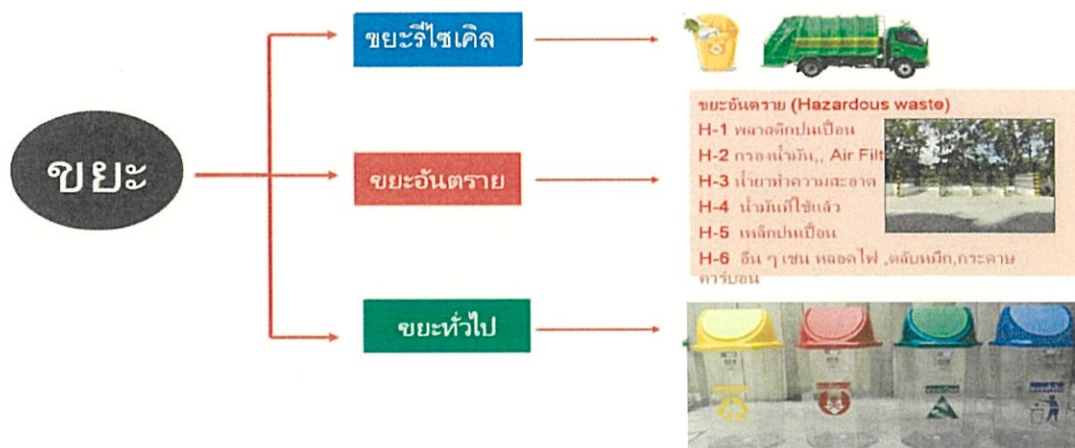 ขยะ
ขยะรีไซเคิล
ขยะอันตราย
ขยะทั่วไป
ขยะอันตราย (Hazardous waste)
H-1 พลาสติกปนเปื้อน
H-2 กรองน้ำมัน,, Air Filt
H-3 น้ำยาทำความสะอาด
H-4 น้ำมันที่ใช้แล้ว
H-5 เหล็กปนเปื้อน
H-6 อื่น ๆ เช่น หลอดไฟ ,ตลับหมึก,กระดาษ
คาร์บอน